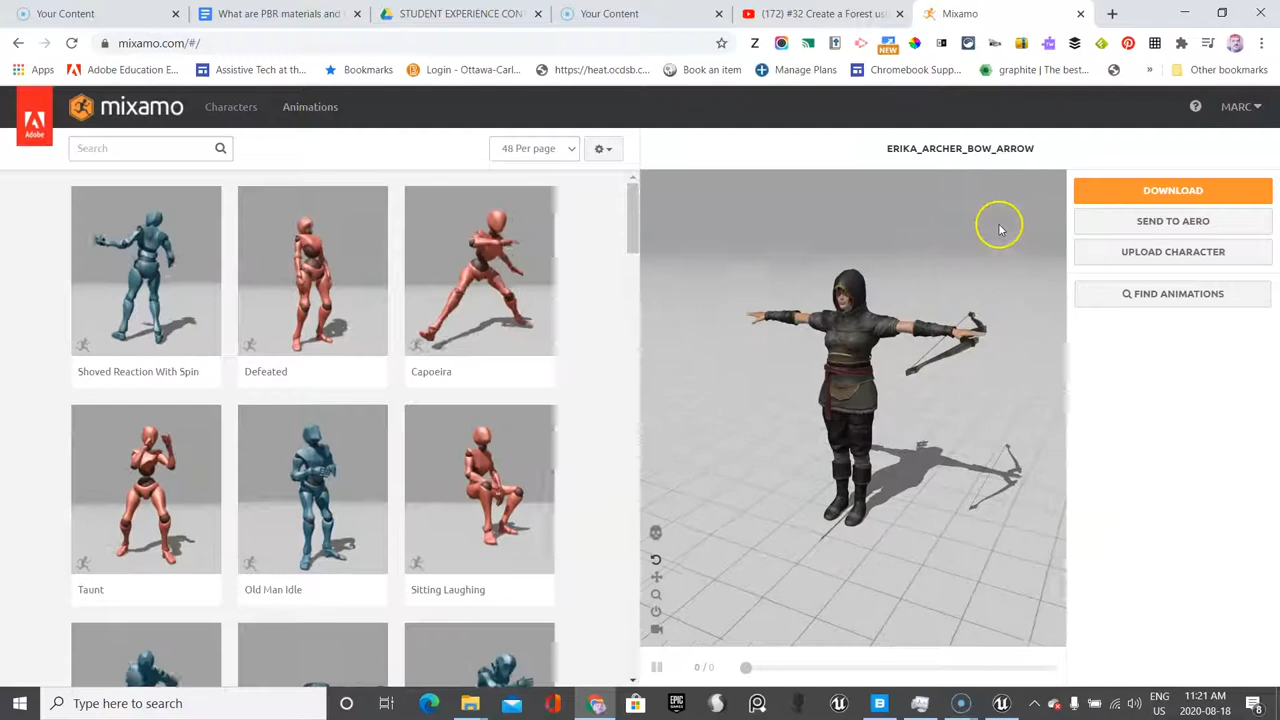 Your Content
What are PBR materials and
STUDENT EXPERIENCE CON
Your Content
(172) #32 Create a Forest us
Mixamo
mixamo.com/#/
NEW
Apps
Adobe Education E...
Assistive Tech at th...
Bookmarks
Login - Ottawa-Carl...
https://heat.ocdsb...
Book an item
Manage Plans
Chromebook Supp...
graphite | The best...
Other bookmarks
Adobe
mixamo
Characters
Animations
MARC
Search
48 Per page
ERIKA_ARCHER_BOW_ARROW
DOWNLOAD
SEND TO AERO
UPLOAD CHARACTER
FIND ANIMATIONS
Shoved Reaction With Spin
Defeated
Capoeira
Taunt
Old Man Idle
Sitting Laughing
0 / 0
Type here to search
ENG
US
11:21 AM
2020-08-18
8